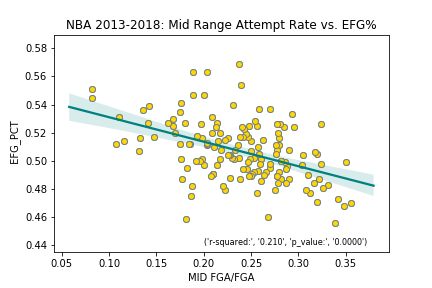 NBA 2013-2018: Mid Range Attempt Rate vs. EFG%
0.58
0.56
0.54
0.52
0.50
0.48
0.46
0.44
EFG_PCT
('r-squared:', '0.210', 'p_value:', '0.0000')
0.05 0.10 0.15 0.20 0.25 0.30 0.35
MID FGA/FGA